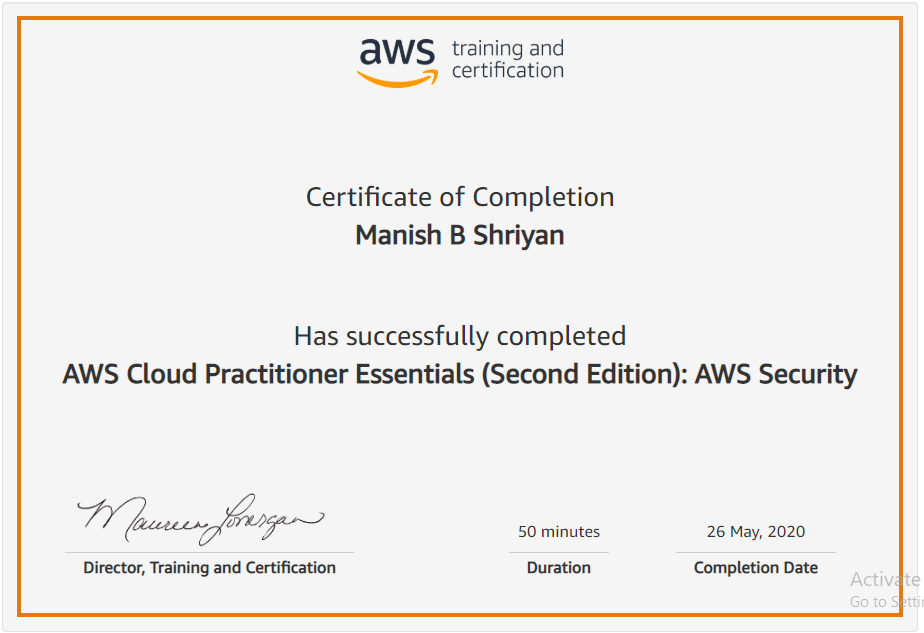 aws training and
certification
Certificate of Completion
Manish B Shriyan
Has successfully completed
AWS Cloud Practitioner Essentials (Second Edition): AWS Security
Maureen Lonergan
50 minutes
26 May, 2020
Director, Training and Certification
Duration
Completion Date
Activate
Go to Settin